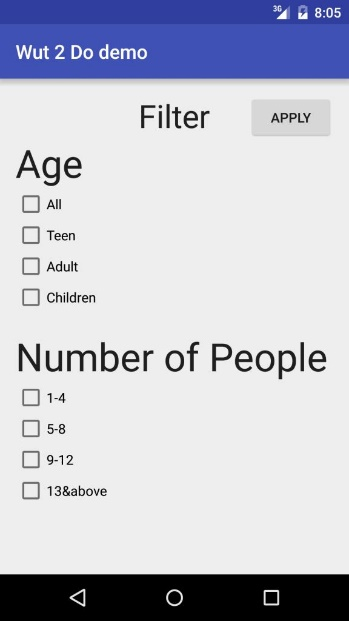 3G 8:05
Wut 2 Do demo
Filter APPLY
Age
All
Teen
Adult
Children
Number of People
1-4
5-8
9-12
13&above